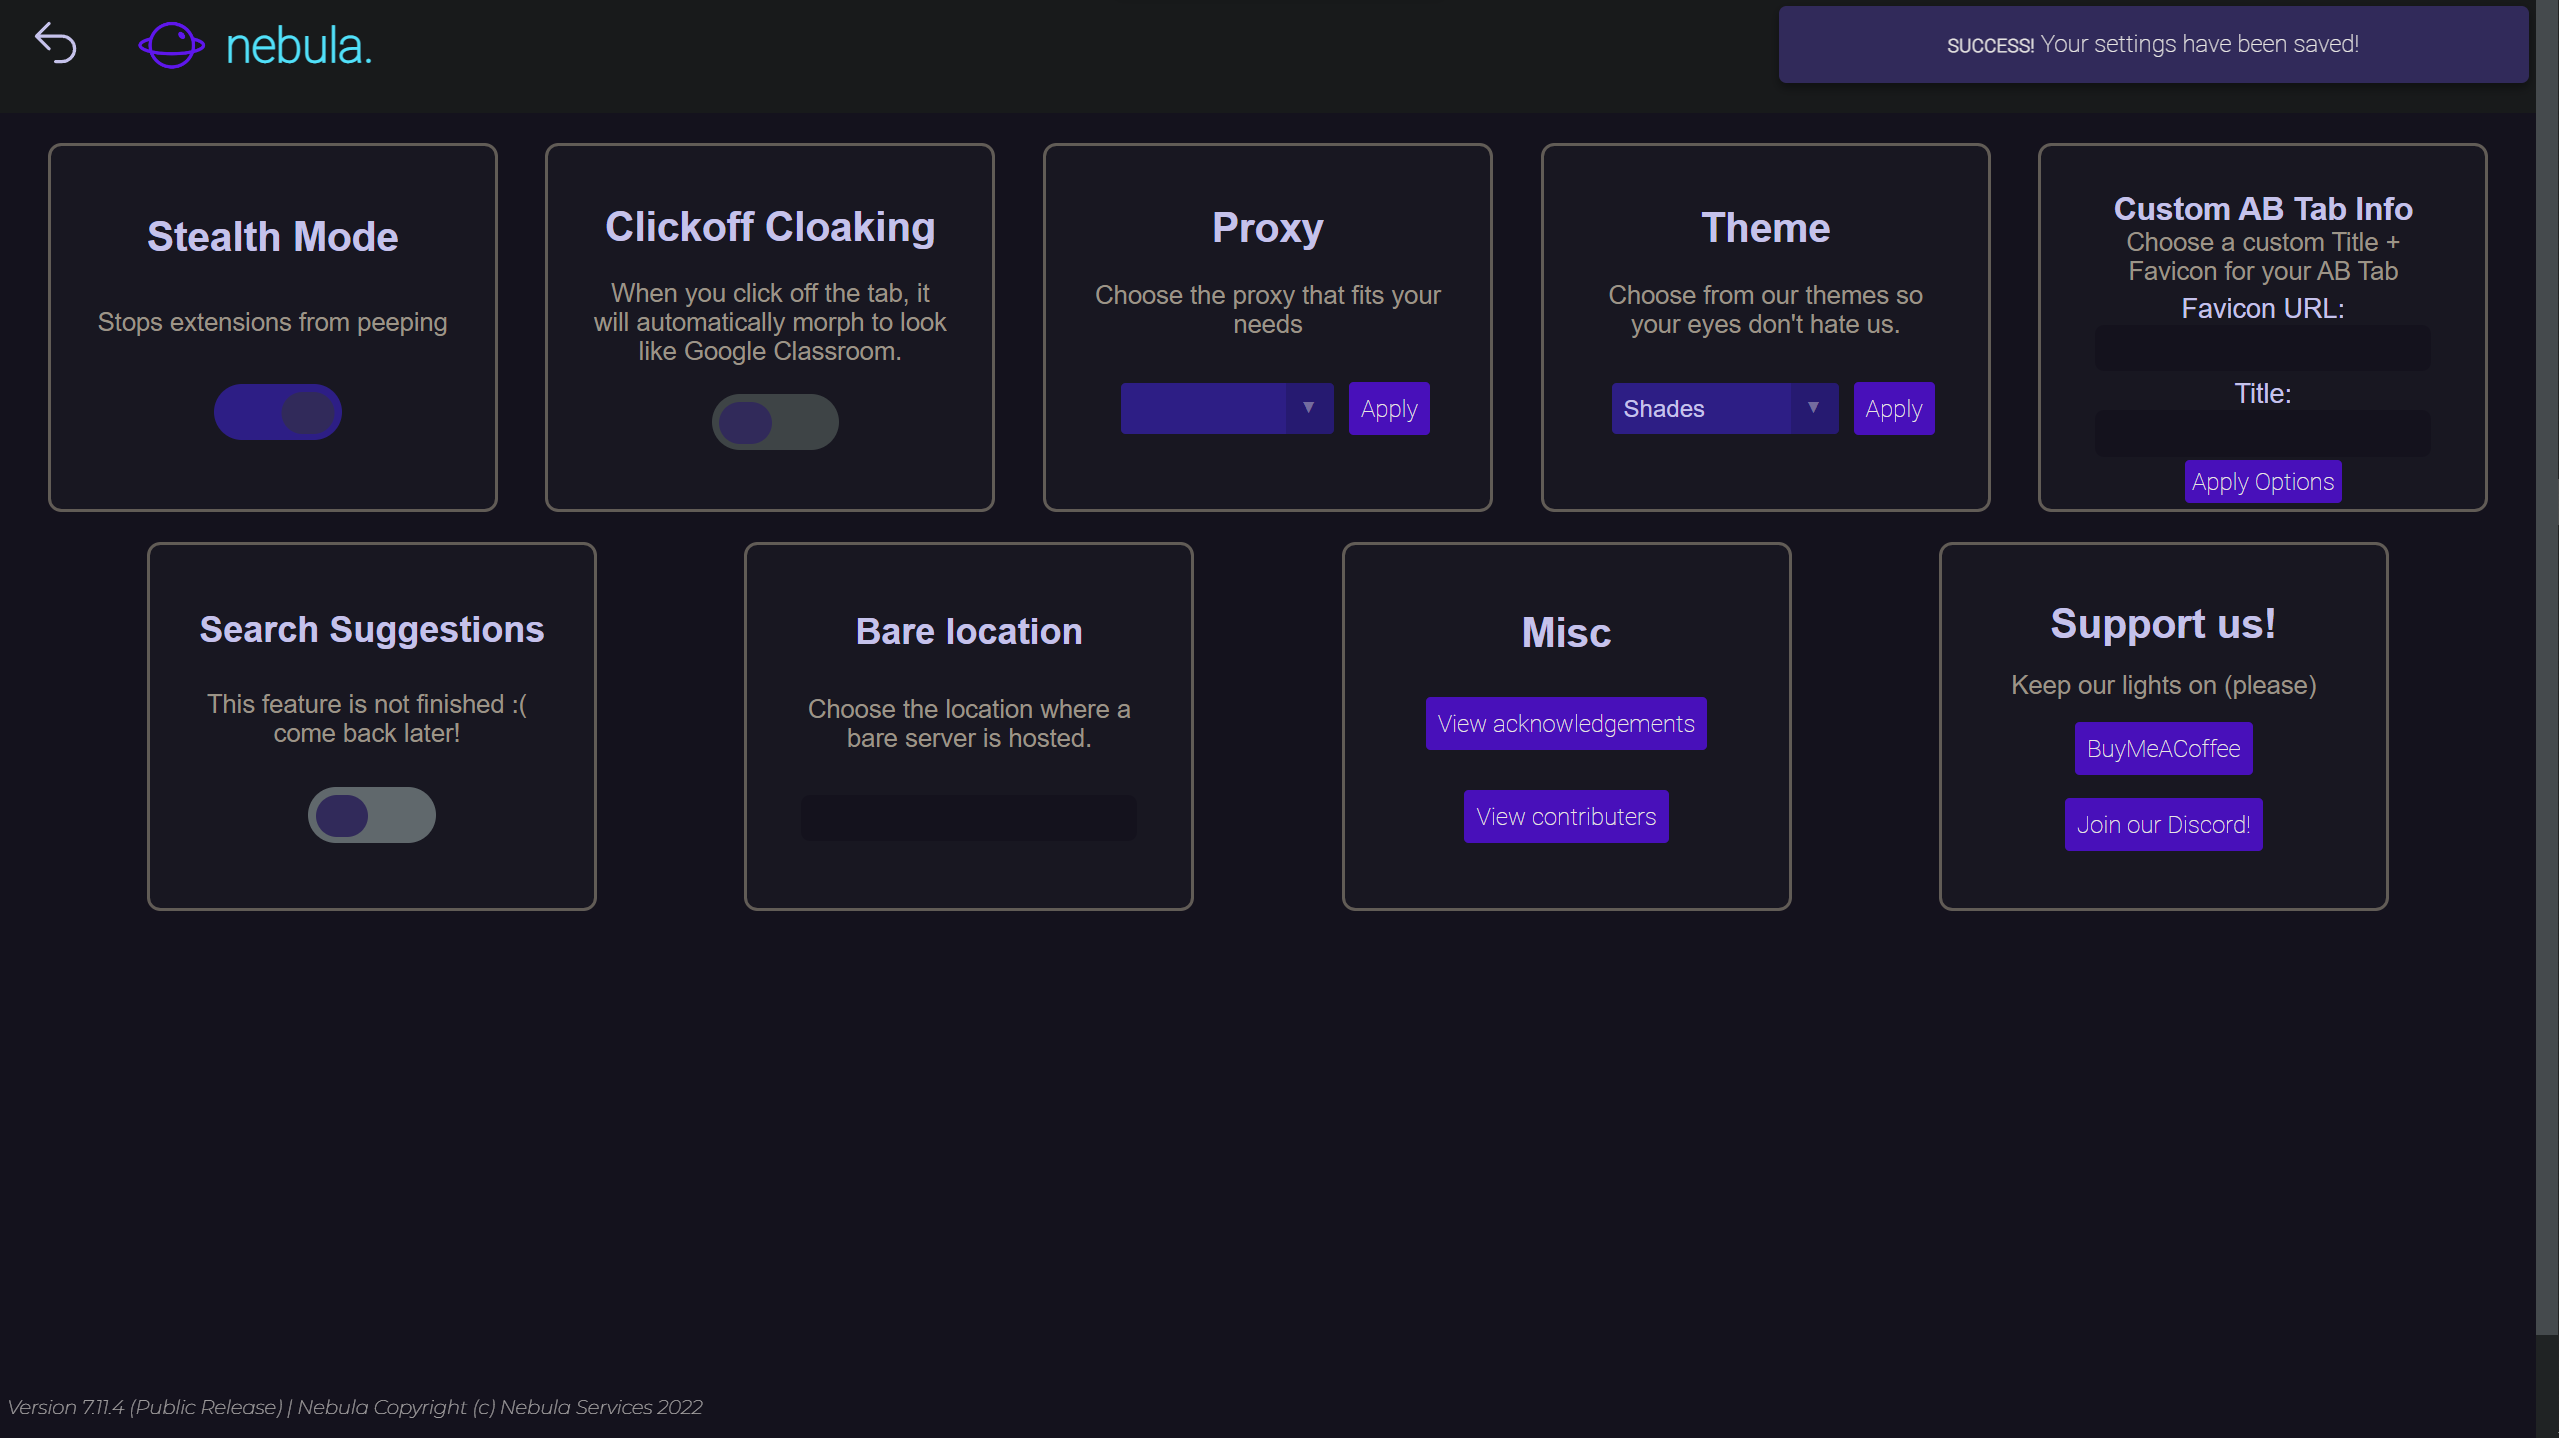 nebula.
SUCCESS! Your settings have been saved!
Stealth Mode
Stops extensions from peeping
Clickoff Cloaking
When you click off the tab, it
will automatically morph to look
like Google Classroom.
Proxy
Choose the proxy that fits your
needs
Apply
Theme
Choose from our themes so
your eyes don't hate us.
Shades
Apply
Custom AB Tab Info
Choose a custom Title +
Favicon for your AB Tab
Favicon URL:
Title:
Apply Options
Search Suggestions
This feature is not finished :(
come back later!
Bare location
Choose the location where a
bare server is hosted.
Misc
View acknowledgements
View contributers
Support us!
Keep our lights on (please)
BuyMeACoffee
Join our Discord!
Version 7.11.4 (Public Release) | Nebula Copyright (c) Nebula Services 2022